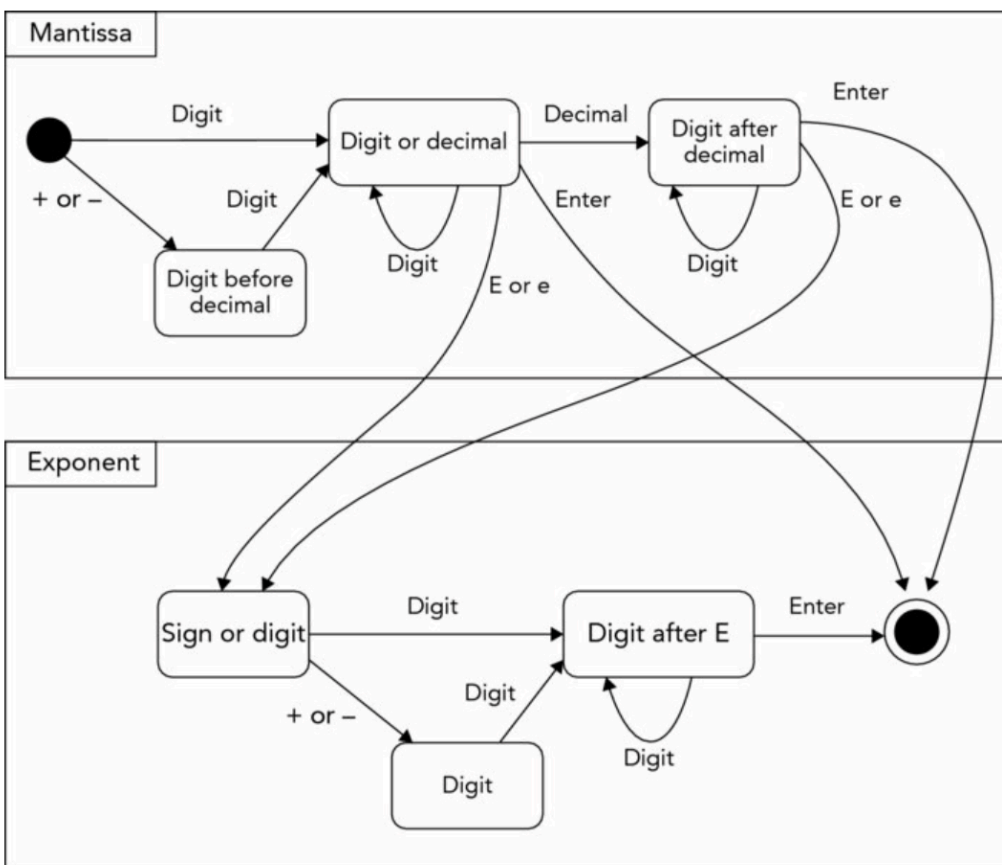 Mantissa
Digit
Digit or decimal
Decimal
Digit after
decimal
Enter
+ or –
Digit
Enter
E or e
Digit before
decimal
Digit
Digit
E or e
Exponent
Sign or digit
Digit
Digit after E
Enter
+ or –
Digit
Digit
Digit